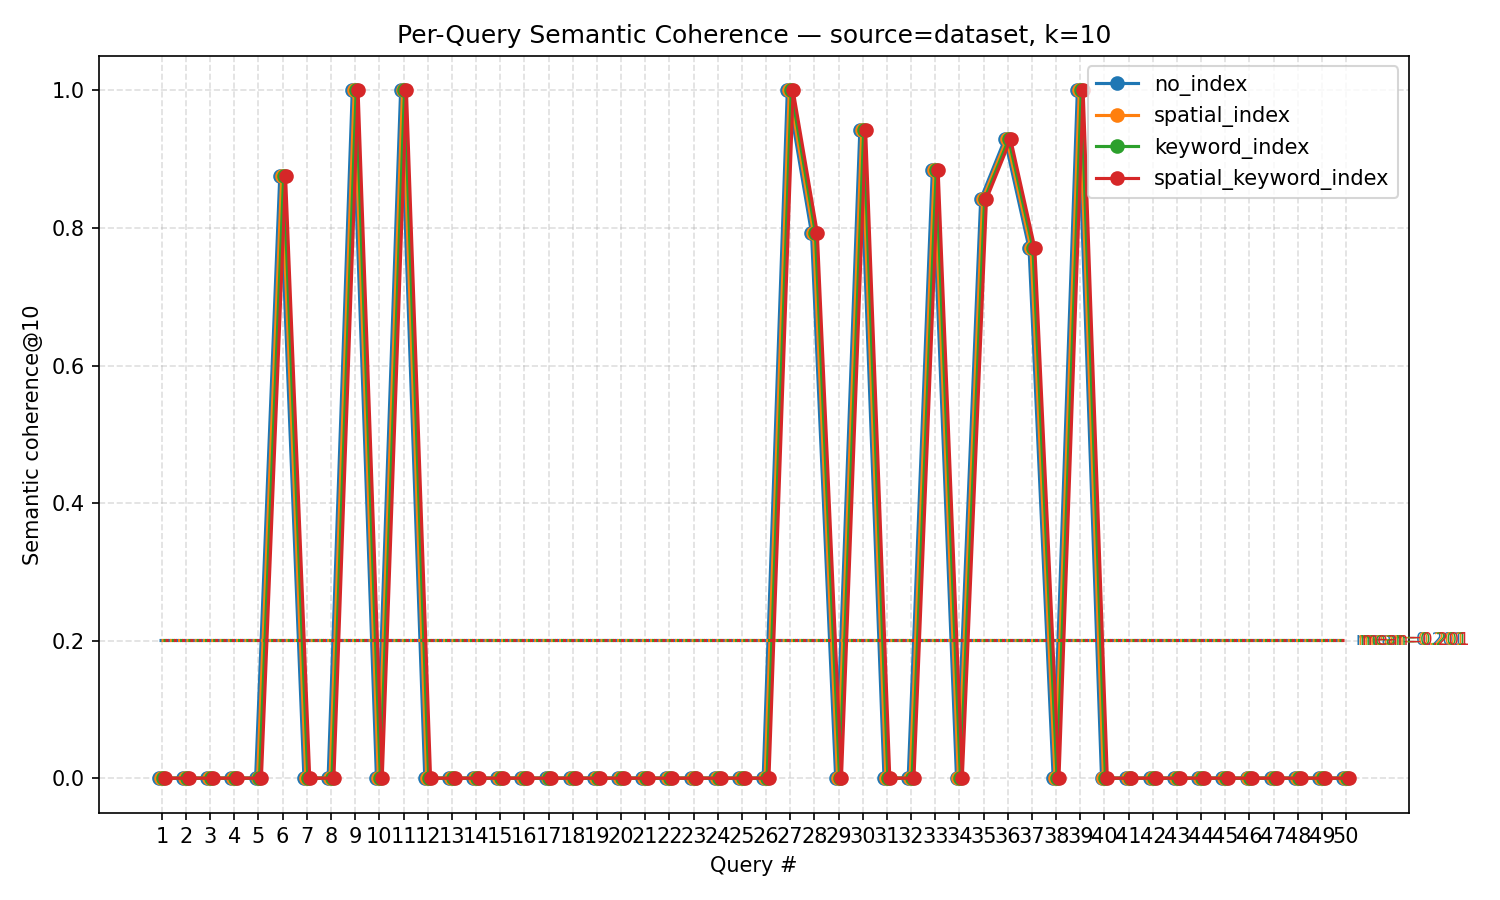 Per-Query Semantic Coherence — source=dataset, k=10
no_index
spatial_index
keyword_index
spatial_keyword_index
Semantic coherence@10
1.0
0.8
0.6
0.4
0.2
0.0
mean=0.201
1 2 3 4 5 6 7 8 9 10 11 12 13 14 15 16 17 18 19 20 21 22 23 24 25 26 27 28 29 30 31 32 33 34 35 36 37 38 39 40 41 42 43 44 45 46 47 48 49 50
Query #